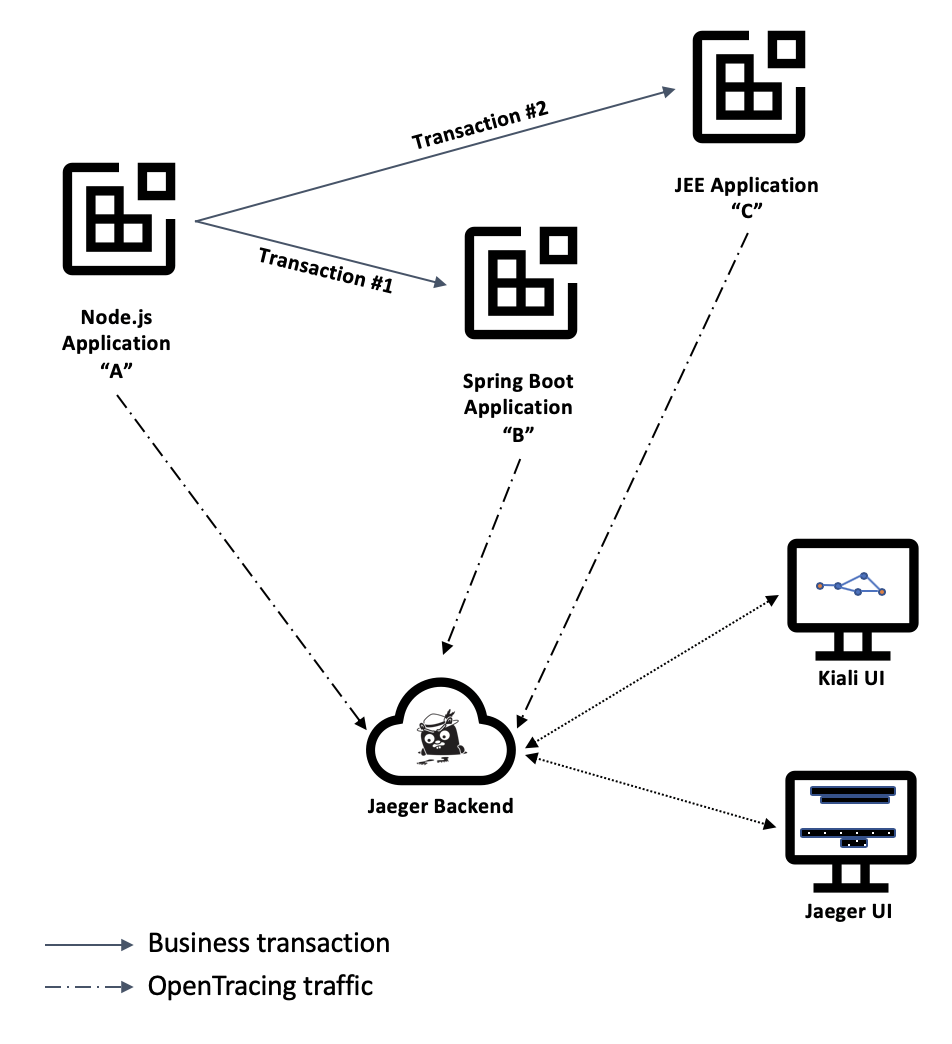 Transaction #2
JEE Application
“C”
Transaction #1
Node.js
Application
“A”
Spring Boot
Application
“B”
Kiali UI
Jaeger Backend
Jaeger UI
Business transaction
OpenTracing traffic